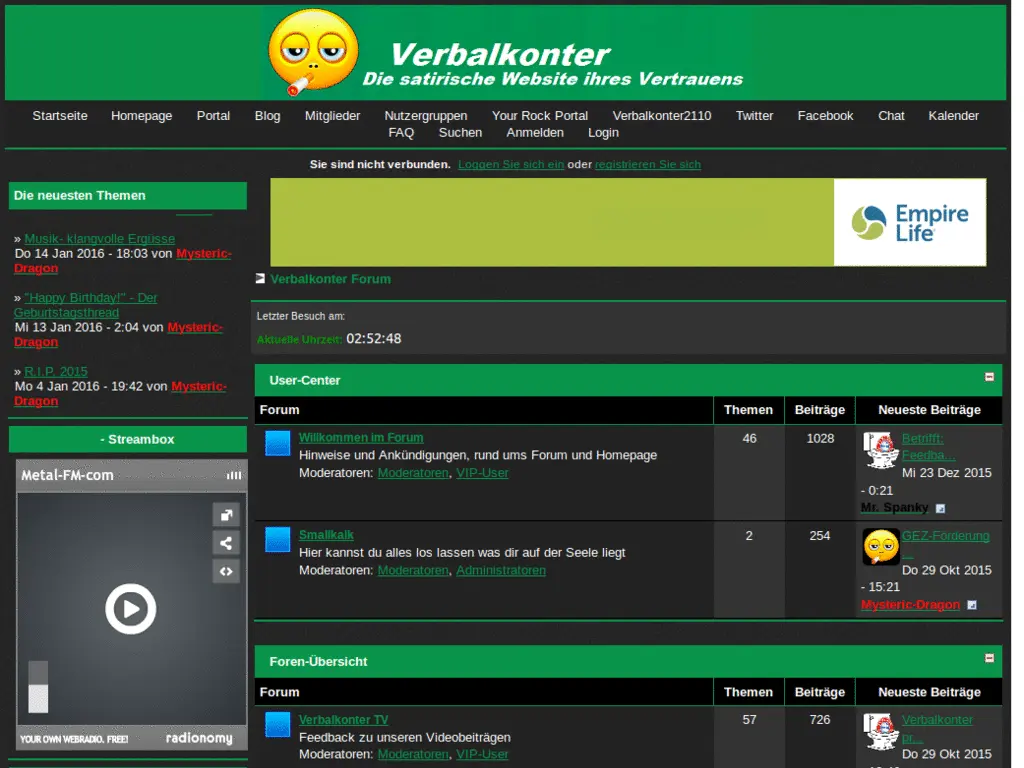 Verbalkonter
Die satirische Website ihres Vertrauens
Startseite Homepage Portal Blog Mitglieder Nutzergruppen Your Rock Portal Verbalkonter2110 Twitter Facebook Chat Kalender
FAQ Suchen Anmelden Login
Sie sind nicht verbunden. Loggen Sie sich ein oder registrieren Sie sich
Die neuesten Themen
» Musik- klangvolle Ergüsse
Do 14 Jan 2016 - 18:03 von Mysteric-
Dragon
» "Happy Birthday!" - Der
Geburtstagsthread
Mi 13 Jan 2016 - 2:04 von Mysteric-
Dragon
» R.I.P. 2015
Mo 4 Jan 2016 - 19:42 von Mysteric-
Dragon
- Streambox
Metal-FM-com
YOUR OWN WEBRADIO. FREE! radionomy
Empire
Life
Verbalkonter Forum
Letzter Besuch am:
Aktuelle Uhrzeit: 02:52:48
User-Center
Forum Themen Beiträge Neueste Beiträge
Willkommen im Forum
Hinweise und Ankündigungen, rund ums Forum und Homepage
Moderatoren: Moderatoren, VIP-User
46 1028
Betrifft:
Feedba...
Mi 23 Dez 2015
- 0:21
Mr. Spanky
Smallkalk
Hier kannst du alles los lassen was dir auf der Seele liegt
Moderatoren: Moderatoren, Administratoren
2 254
GEZ-Förderung
...
Do 29 Okt 2015
- 15:21
Mysteric-Dragon
Foren-Übersicht
Forum Themen Beiträge Neueste Beiträge
Verbalkonter TV
Feedback zu unseren Videobeiträgen
Moderatoren: Moderatoren, VIP-User
57 726
Verbalkonter
pr...
Do 29 Okt 2015